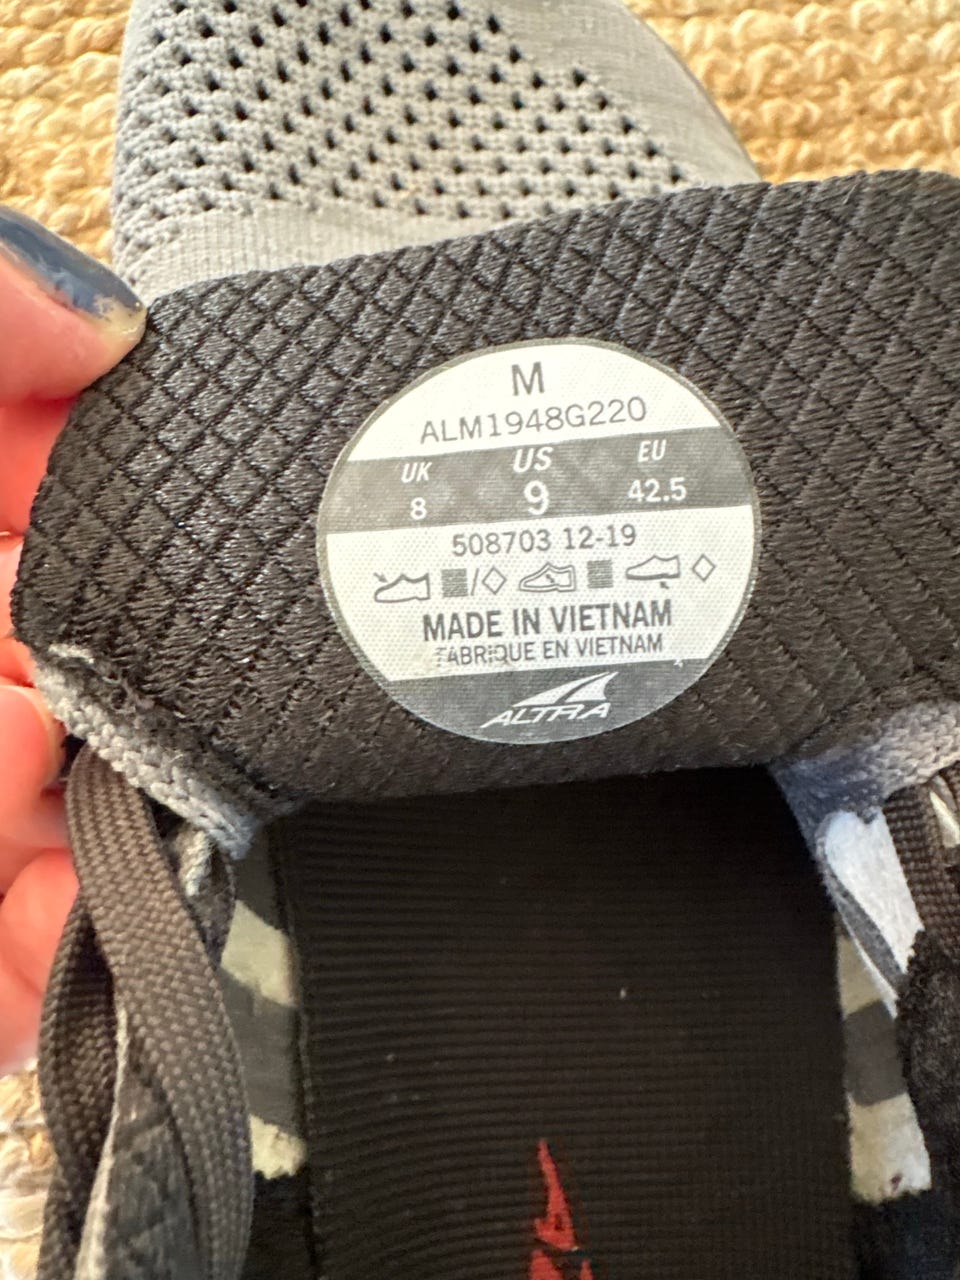 M
ALM1948G220
UK US EU
8 9 42.5
508703 12-19
MADE IN VIETNAM
FABRIQUE EN VIETNAM
ALTRA